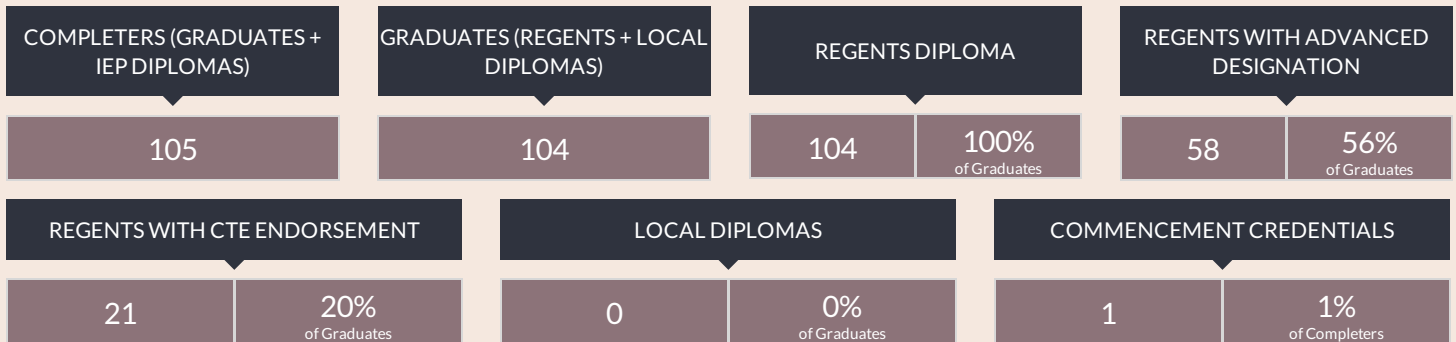 COMPLETERS (GRADUATES +
IEP DIPLOMAS)
105
GRADUATES (REGENTS + LOCAL
DIPLOMAS)
104
REGENTS DIPLOMA
104
100%
of Graduates
REGENTS WITH ADVANCED
DESIGNATION
58
56%
of Graduates
REGENTS WITH CTE ENDORSEMENT
21
20%
of Graduates
LOCAL DIPLOMAS
0
0%
of Graduates
COMMENCEMENT CREDENTIALS
1
1%
of Completers